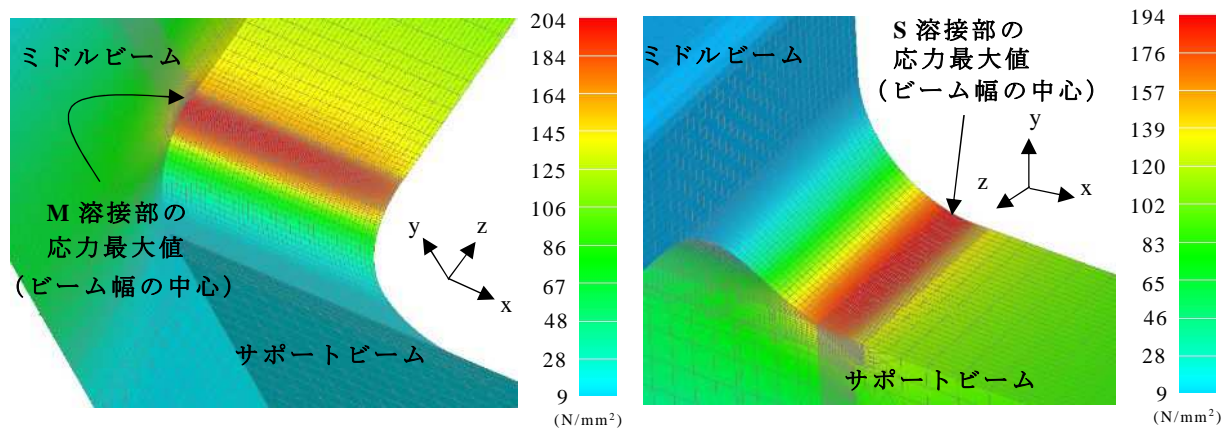 ミドルビーム
M 溶接部の
応力最大値
（ビーム幅の中心）
サポートビーム
y
z
x
204
184
164
145
125
106
86
67
48
28
9
(N/mm²)
ミドルビーム
S 溶接部の
応力最大値
（ビーム幅の中心）
y
z
x
サポートビーム
194
176
157
139
120
102
83
65
46
28
9
(N/mm²)